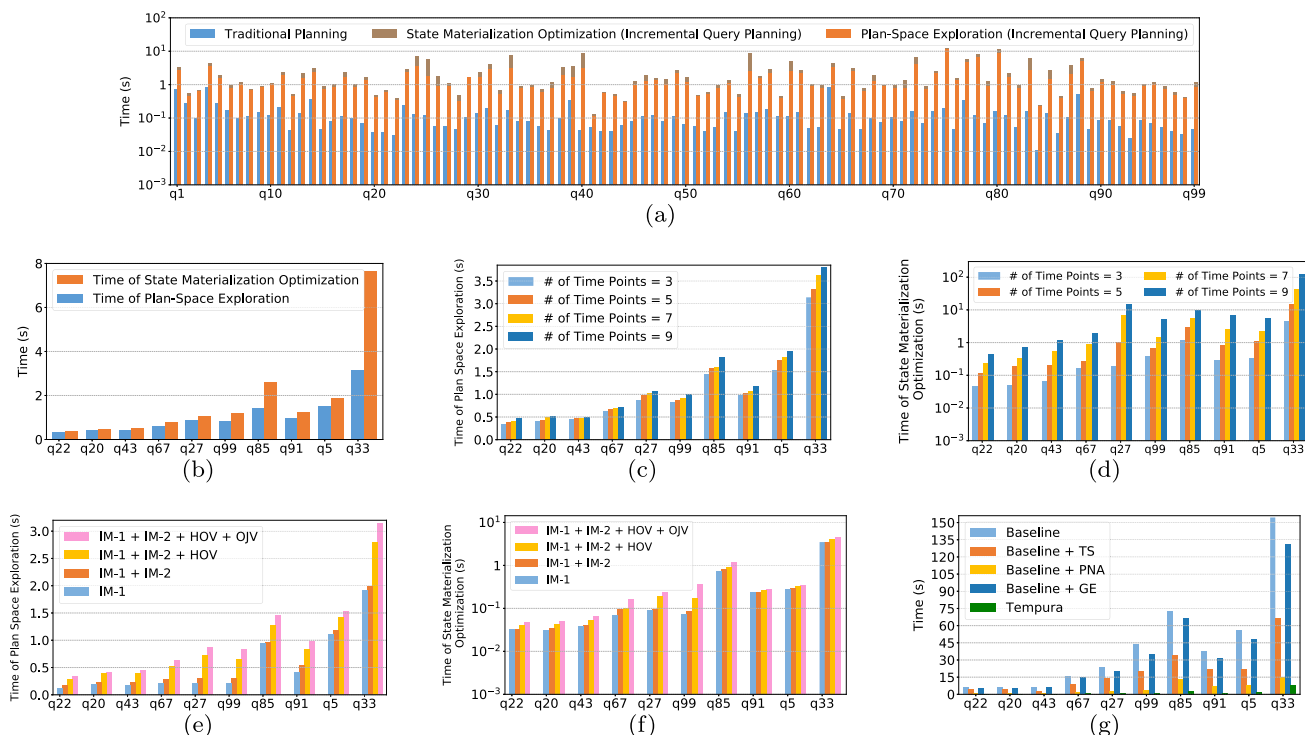 Traditional Planning State Materialization Optimization (Incremental Query Planning) Plan-Space Exploration (Incremental Query Planning)
Time (s)
10²
10¹
1
10⁻¹
10⁻²
10⁻³
q1 q10 q20 q30 q40 q50 q60 q70 q80 q90 q99
(a)
Time of State Materialization Optimization
Time of Plan-Space Exploration
Time (s)
8
6
4
2
0
q22 q20 q43 q67 q27 q99 q85 q91 q5 q33
(b)
# of Time Points = 3
# of Time Points = 5
# of Time Points = 7
# of Time Points = 9
Time of Plan Space Exploration (s)
3.5
3.0
2.5
2.0
1.5
1.0
0.5
0.0
q22 q20 q43 q67 q27 q99 q85 q91 q5 q33
(c)
# of Time Points = 3 # of Time Points = 7
# of Time Points = 5 # of Time Points = 9
Time of State Materialization
Optimization (s)
10²
10¹
1
10⁻¹
10⁻²
10⁻³
q22 q20 q43 q67 q27 q99 q85 q91 q5 q33
(d)
IM-1 + IM-2 + HOV + OJV
IM-1 + IM-2 + HOV
IM-1 + IM-2
IM-1
Time of Plan Space Exploration (s)
3.0
2.5
2.0
1.5
1.0
0.5
0.0
q22 q20 q43 q67 q27 q99 q85 q91 q5 q33
(e)
IM-1 + IM-2 + HOV + OJV
IM-1 + IM-2 + HOV
IM-1 + IM-2
IM-1
Time of State Materialization
Optimization (s)
10¹
1
10⁻¹
10⁻²
10⁻³
q22 q20 q43 q67 q27 q99 q85 q91 q5 q33
(f)
Baseline
Baseline + TS
Baseline + PNA
Baseline + GE
Tempura
Time (s)
150
135
120
105
90
75
60
45
30
15
0
q22 q20 q43 q67 q27 q99 q85 q91 q5 q33
(g)